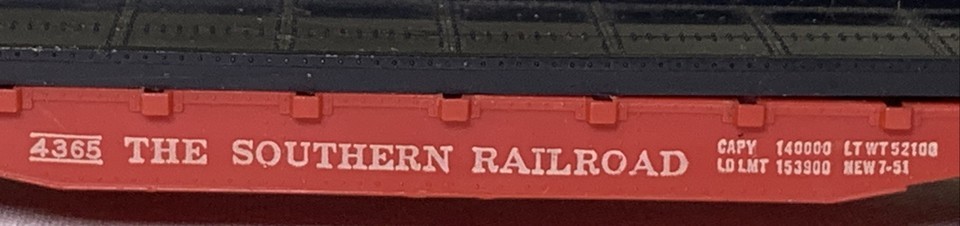 4365 THE SOUTHERN RAILROAD
CAPY 140000 LT WT 52100
LD LMT 153900 NEW 7-51